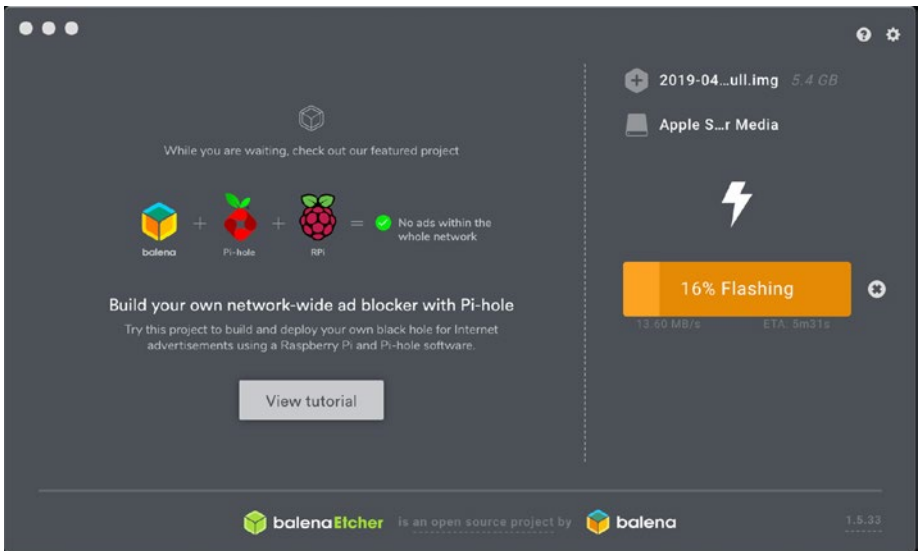 While you are waiting, check out our featured project
balena
+
Pi-hole
+
RPi
=
No ads within the
whole network
Build your own network-wide ad blocker with Pi-hole
Try this project to build and deploy your own black hole for Internet
advertisements using a Raspberry Pi and Pi-hole software.
View tutorial
2019-04...ull.img 5.4 GB
Apple S...r Media
16% Flashing
13.60 MB/s ETA: 5m31s
balenaEtcher is an open source project by balena
1.5.33